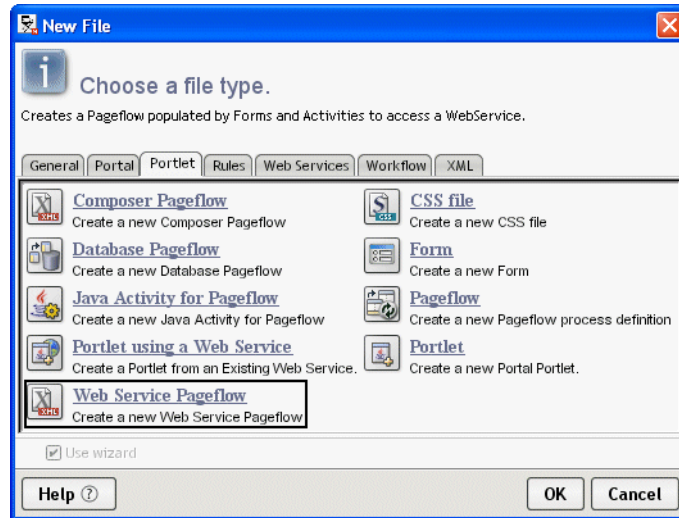 New File
Choose a file type.
Creates a Pageflow populated by Forms and Activities to access a WebService.
General Portal Portlet Rules Web Services Workflow XML
Composer Pageflow
Create a new Composer Pageflow
CSS file
Create a new CSS file
Database Pageflow
Create a new Database Pageflow
Form
Create a new Form
Java Activity for Pageflow
Create a new Java Activity for Pageflow
Pageflow
Create a new Pageflow process definition
Portlet using a Web Service
Create a Portlet from an Existing Web Service.
Portlet
Create a new Portal Portlet.
Web Service Pageflow
Create a new Web Service Pageflow
Use wizard
Help ?
OK Cancel